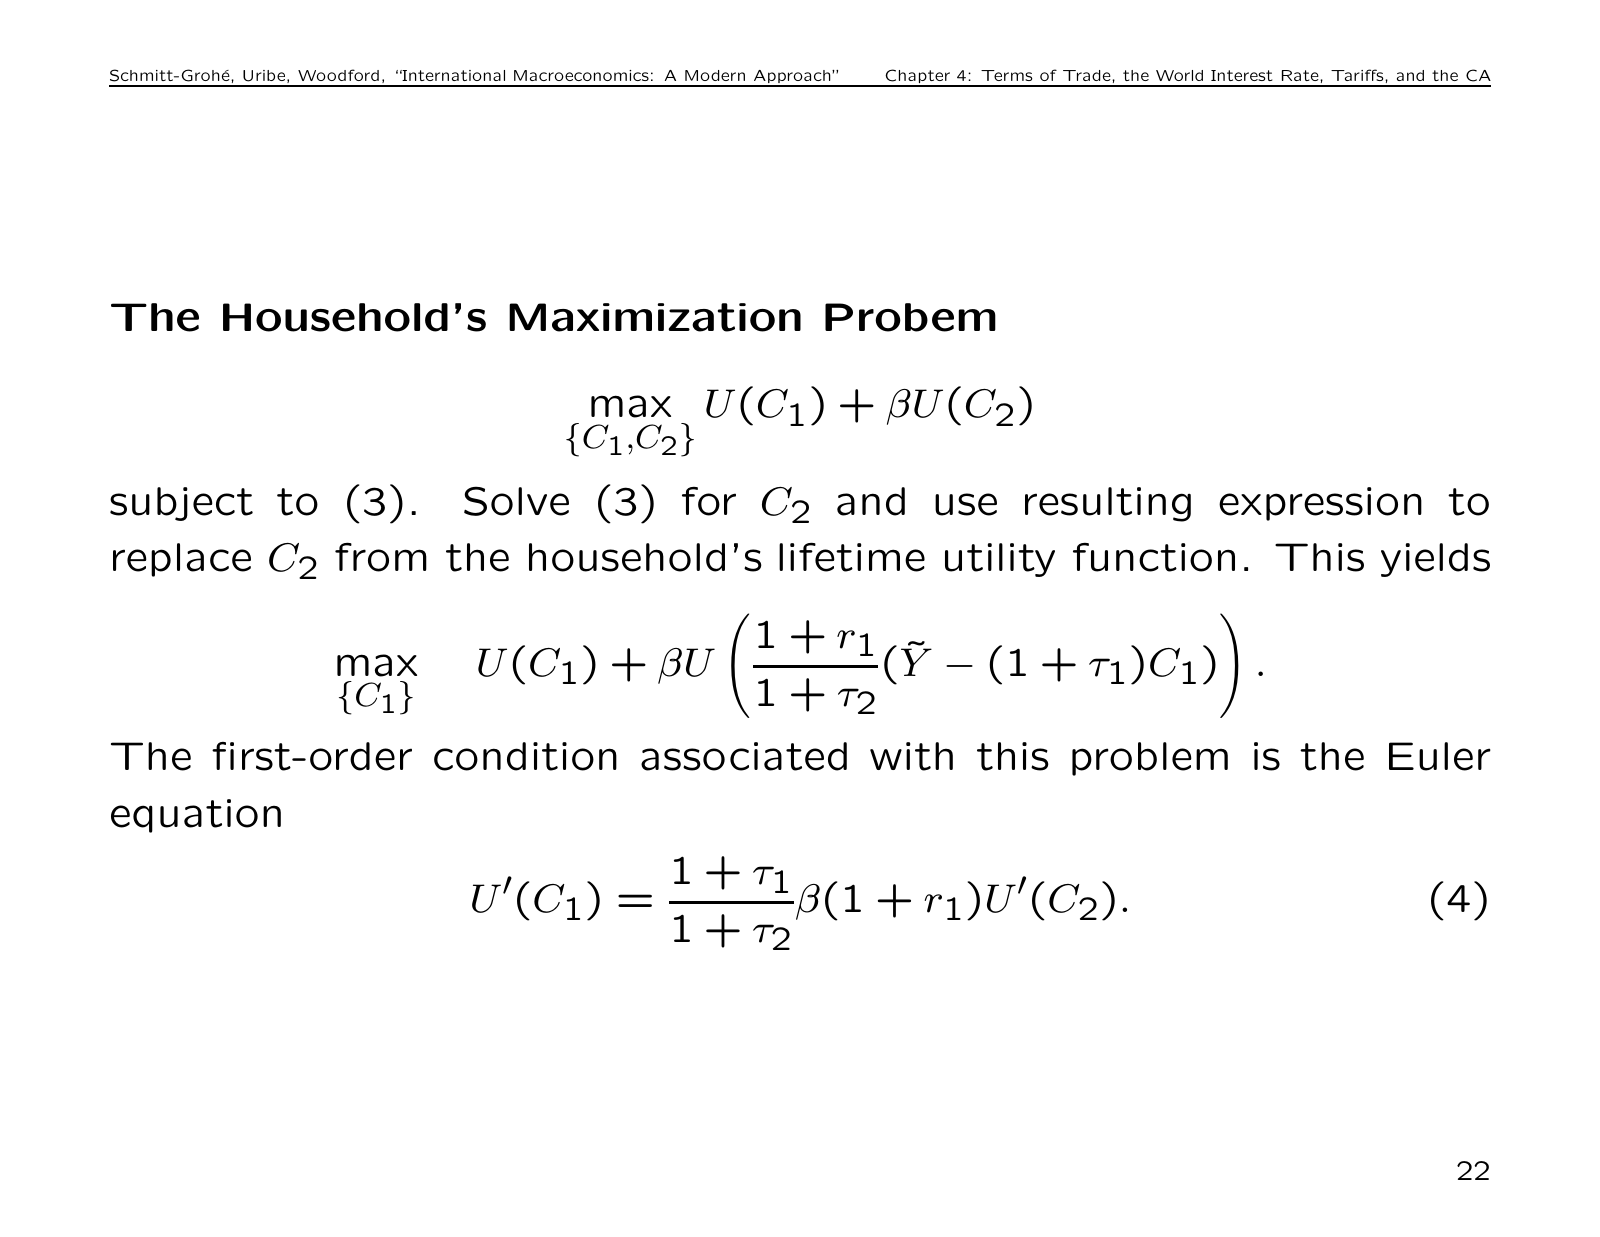 Schmitt-Grohé, Uribe, Woodford, “International Macroeconomics: A Modern Approach” Chapter 4: Terms of Trade, the World Interest Rate, Tariffs, and the CA
The Household’s Maximization Probem
max U(C₁) + βU(C₂)
{C₁,C₂}
subject to (3). Solve (3) for C₂ and use resulting expression to
replace C₂ from the household’s lifetime utility function. This yields
max_{C₁} U(C₁) + βU ( (1 + r₁)/(1 + τ₂) (Ỹ − (1 + τ₁)C₁) ) .
The first-order condition associated with this problem is the Euler
equation
U′(C₁) = (1 + τ₁)/(1 + τ₂) β(1 + r₁)U′(C₂). (4)
22